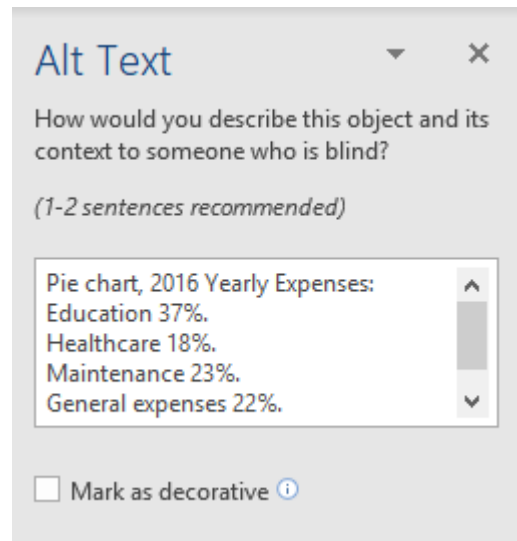 Alt Text
How would you describe this object and its
context to someone who is blind?
(1-2 sentences recommended)
Pie chart, 2016 Yearly Expenses:
Education 37%.
Healthcare 18%.
Maintenance 23%.
General expenses 22%.
Mark as decorative